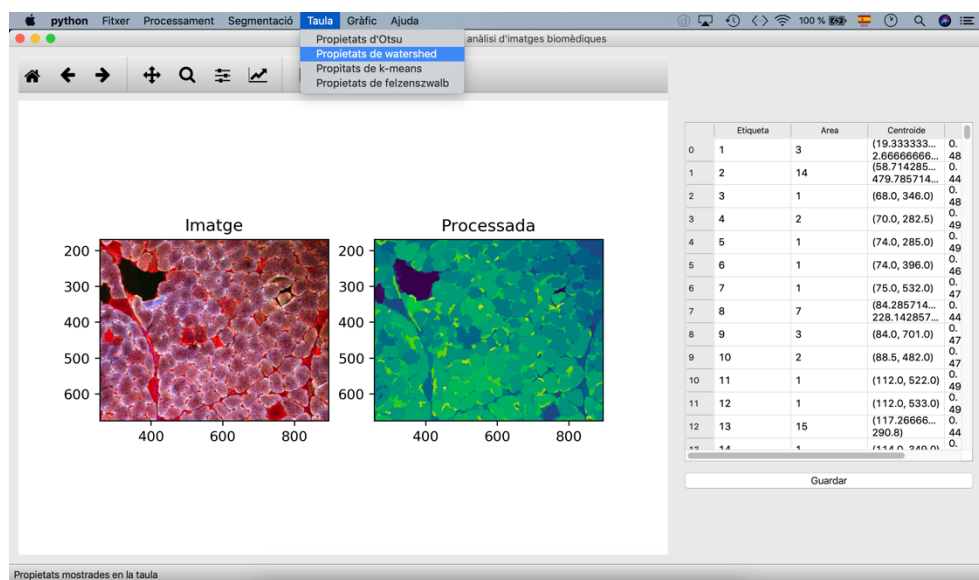 python Fitxer Processament Segmentació Taula Gràfic Ajuda 100 %
anàlisi d'imatges biomèdiques
Propietats d'Otsu
Propietats de watershed
Propitats de k-means
Propietats de felzenszwalb
Imatge
200
300
400
500
600
400 600 800
Processada
200
300
400
500
600
400 600 800
Etiqueta Area Centroide
0 1 3 (19.333333... 2.66666666... 0. 48
1 2 14 (58.714285... 479.785714... 0. 44
2 3 1 (68.0, 346.0) 0. 48
3 4 2 (70.0, 282.5) 0. 49
4 5 1 (74.0, 285.0) 0. 49
5 6 1 (74.0, 396.0) 0. 46
6 7 1 (75.0, 532.0) 0. 47
7 8 7 (84.285714... 228.142857... 0. 44
8 9 3 (84.0, 701.0) 0. 47
9 10 2 (88.5, 482.0) 0. 47
10 11 1 (112.0, 522.0) 0. 49
11 12 1 (112.0, 533.0) 0. 49
12 13 15 (117.26666... 290.8) 0. 44
13 14 1 (114.0, 349.0) 0.
Guardar
Propietats mostrades en la taula